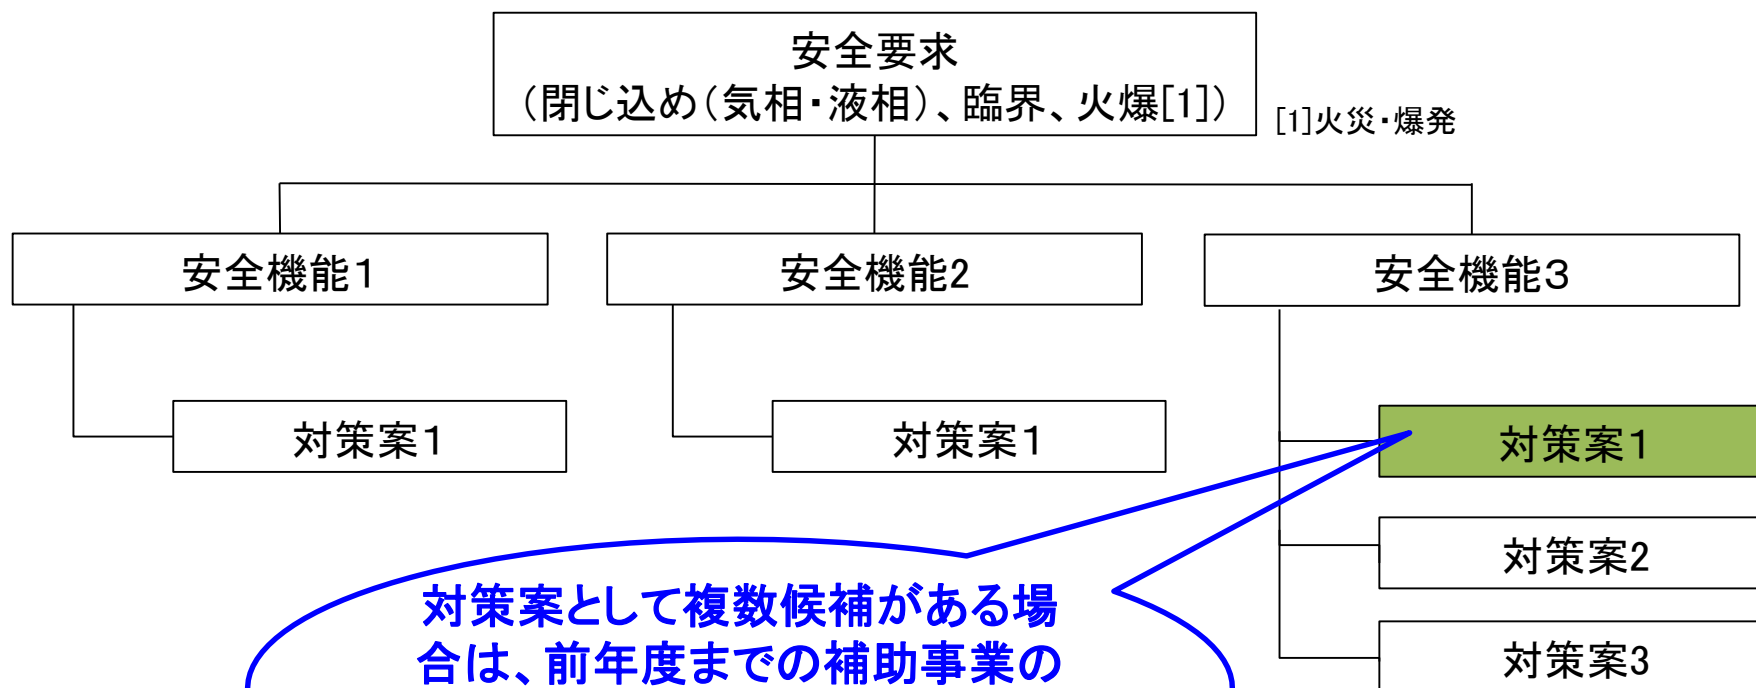 安全要求
（閉じ込め（気相・液相）、臨界、火爆[1]）
[1]火災・爆発
安全機能１
安全機能2
安全機能３
対策案１
対策案１
対策案１
対策案2
対策案3
対策案として複数候補がある場
合は、前年度までの補助事業の